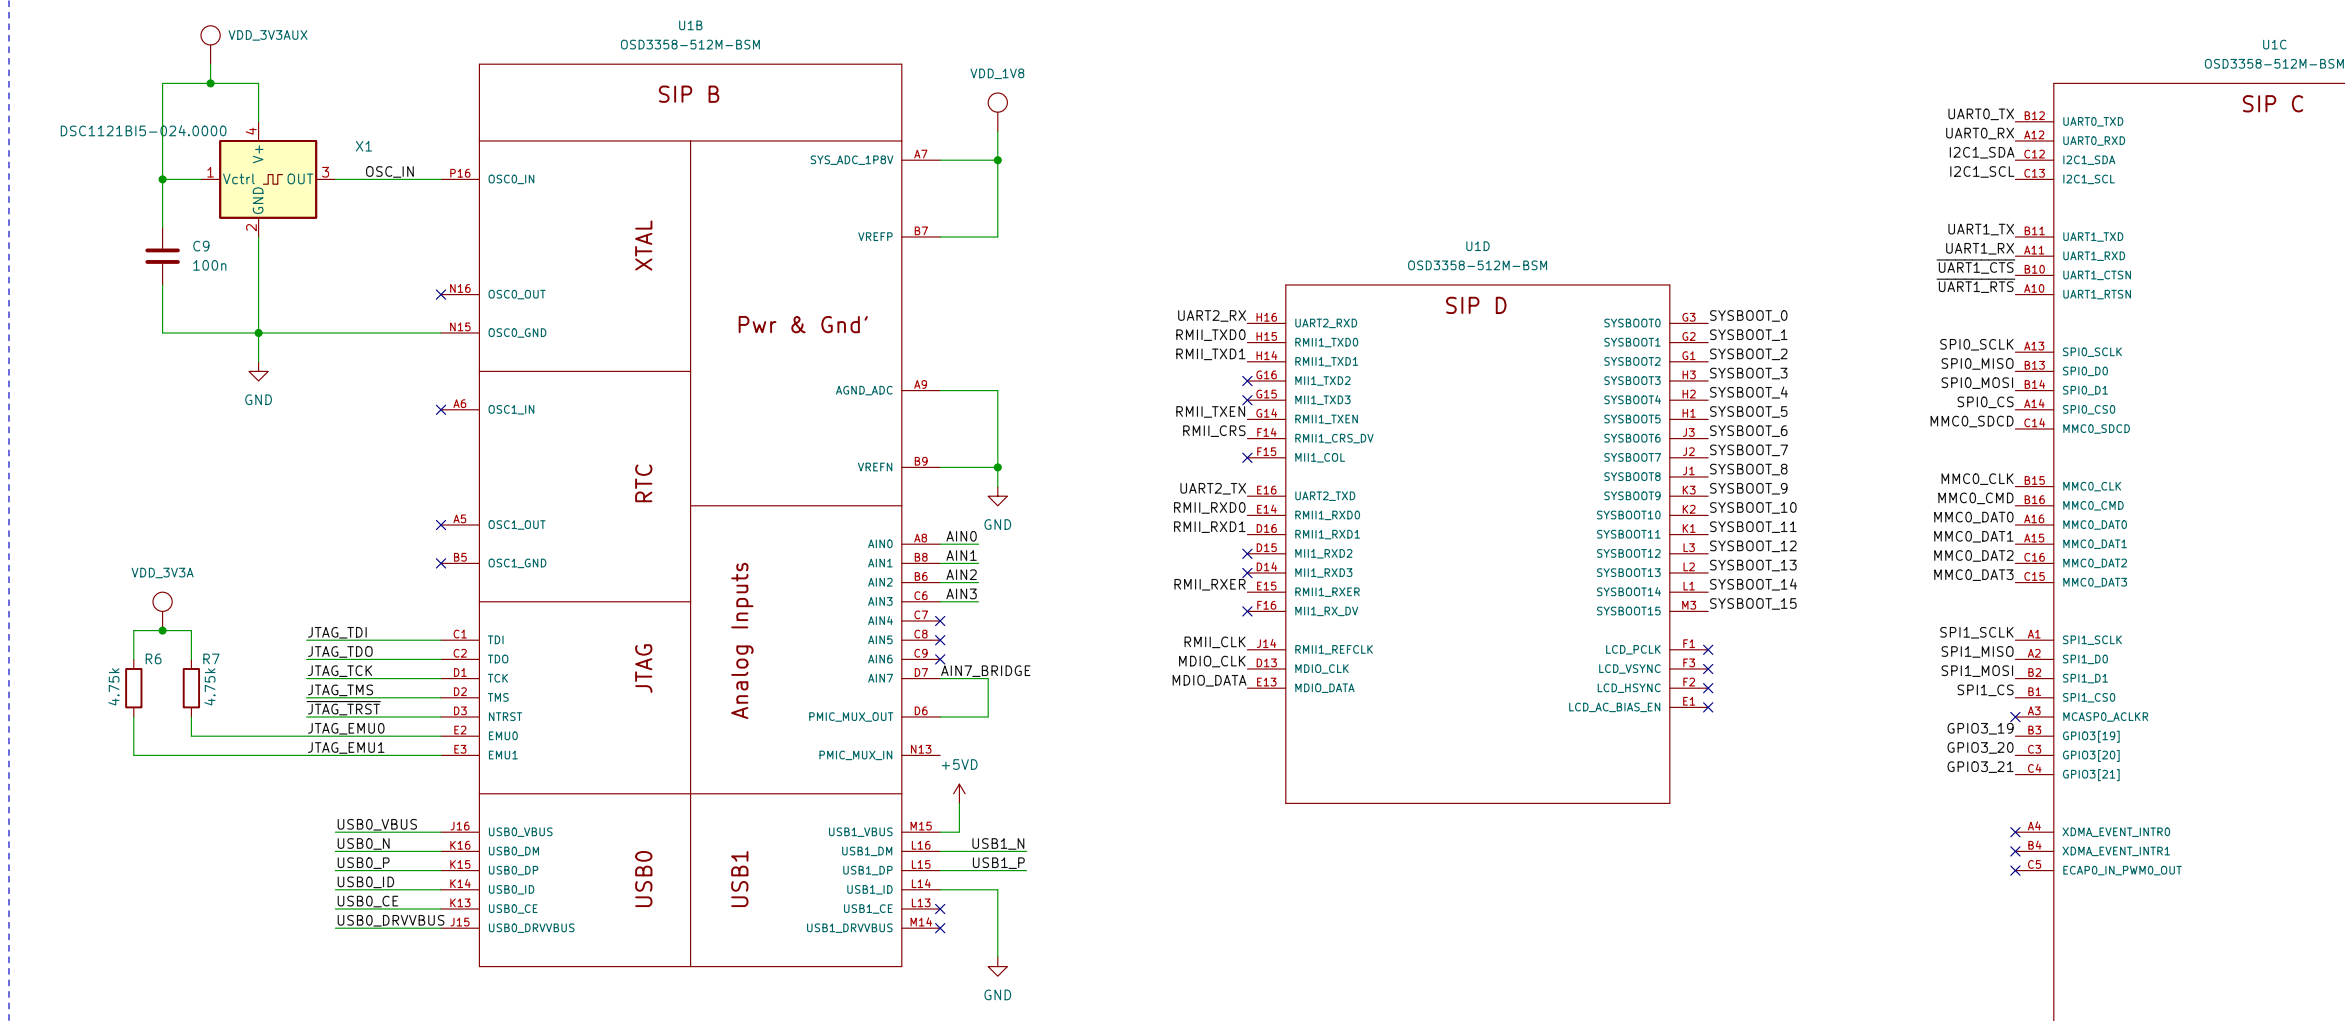 VDD_3V3AUX
DSC1121BI5-024.0000
X1
4
V+
1
Vctrl
OUT
3
OSC_IN
GND
2
C9
100n
GND
VDD_3V3A
R6
4.75k
R7
4.75k
JTAG_TDI
JTAG_TDO
JTAG_TCK
JTAG_TMS
JTAG_TRST
JTAG_EMU0
JTAG_EMU1
USB0_VBUS
USB0_N
USB0_P
USB0_ID
USB0_CE
USB0_DRVVBUS
U1B
OSD3358-512M-BSM
SIP B
P16 OSC0_IN
N16 OSC0_OUT
N15 OSC0_GND
XTAL
A6 OSC1_IN
A5 OSC1_OUT
B5 OSC1_GND
RTC
C1 TDI
C2 TDO
D1 TCK
D2 TMS
D3 NTRST
E2 EMU0
E3 EMU1
JTAG
J16 USB0_VBUS
K16 USB0_DM
K15 USB0_DP
K14 USB0_ID
K13 USB0_CE
J15 USB0_DRVVBUS
USB0
SYS_ADC_1P8V A7
VREFP B7
Pwr & Gnd'
AGND_ADC A9
VREFN B9
AIN0 A8 AIN0
AIN1 B8 AIN1
AIN2 B6 AIN2
AIN3 C6 AIN3
AIN4 C7
AIN5 C8
AIN6 C9
AIN7 D7 AIN7_BRIDGE
PMIC_MUX_OUT D6
PMIC_MUX_IN N13
Analog Inputs
USB1_VBUS M15
USB1_DM L16 USB1_N
USB1_DP L15 USB1_P
USB1_ID L14
USB1_CE L13
USB1_DRVVBUS M14
USB1
VDD_1V8
GND
+5VD
GND
U1D
OSD3358-512M-BSM
SIP D
UART2_RX H16 UART2_RXD
RMII_TXD0 H15 RMII1_TXD0
RMII_TXD1 H14 RMII1_TXD1
G16 MII1_TXD2
G15 MII1_TXD3
RMII_TXEN G14 RMII1_TXEN
RMII_CRS F14 RMII1_CRS_DV
F15 MII1_COL
UART2_TX E16 UART2_TXD
RMII_RXD0 E14 RMII1_RXD0
RMII_RXD1 D16 RMII1_RXD1
D15 MII1_RXD2
D14 MII1_RXD3
RMII_RXER E15 RMII1_RXER
F16 MII1_RX_DV
RMII_CLK J14 RMII1_REFCLK
MDIO_CLK D13 MDIO_CLK
MDIO_DATA E13 MDIO_DATA
SYSBOOT0 G3 SYSBOOT_0
SYSBOOT1 G2 SYSBOOT_1
SYSBOOT2 G1 SYSBOOT_2
SYSBOOT3 H3 SYSBOOT_3
SYSBOOT4 H2 SYSBOOT_4
SYSBOOT5 H1 SYSBOOT_5
SYSBOOT6 J3 SYSBOOT_6
SYSBOOT7 J2 SYSBOOT_7
SYSBOOT8 J1 SYSBOOT_8
SYSBOOT9 K3 SYSBOOT_9
SYSBOOT10 K2 SYSBOOT_10
SYSBOOT11 K1 SYSBOOT_11
SYSBOOT12 L3 SYSBOOT_12
SYSBOOT13 L2 SYSBOOT_13
SYSBOOT14 L1 SYSBOOT_14
SYSBOOT15 M3 SYSBOOT_15
LCD_PCLK F1
LCD_VSYNC F3
LCD_HSYNC F2
LCD_AC_BIAS_EN E1
U1C
OSD3358-512M-BSM
SIP C
UART0_TX B12 UART0_TXD
UART0_RX A12 UART0_RXD
I2C1_SDA C12 I2C1_SDA
I2C1_SCL C13 I2C1_SCL
UART1_TX B11 UART1_TXD
UART1_RX A11 UART1_RXD
UART1_CTS B10 UART1_CTSN
UART1_RTS A10 UART1_RTSN
SPI0_SCLK A13 SPI0_SCLK
SPI0_MISO B13 SPI0_D0
SPI0_MOSI B14 SPI0_D1
SPI0_CS A14 SPI0_CS0
MMC0_SDCD C14 MMC0_SDCD
MMC0_CLK B15 MMC0_CLK
MMC0_CMD B16 MMC0_CMD
MMC0_DAT0 A16 MMC0_DAT0
MMC0_DAT1 A15 MMC0_DAT1
MMC0_DAT2 C16 MMC0_DAT2
MMC0_DAT3 C15 MMC0_DAT3
SPI1_SCLK A1 SPI1_SCLK
SPI1_MISO A2 SPI1_D0
SPI1_MOSI B2 SPI1_D1
SPI1_CS B1 SPI1_CS0
A3 MCASP0_ACLKR
GPIO3_19 B3 GPIO3[19]
GPIO3_20 C3 GPIO3[20]
GPIO3_21 C4 GPIO3[21]
A4 XDMA_EVENT_INTR0
B4 XDMA_EVENT_INTR1
C5 ECAP0_IN_PWM0_OUT